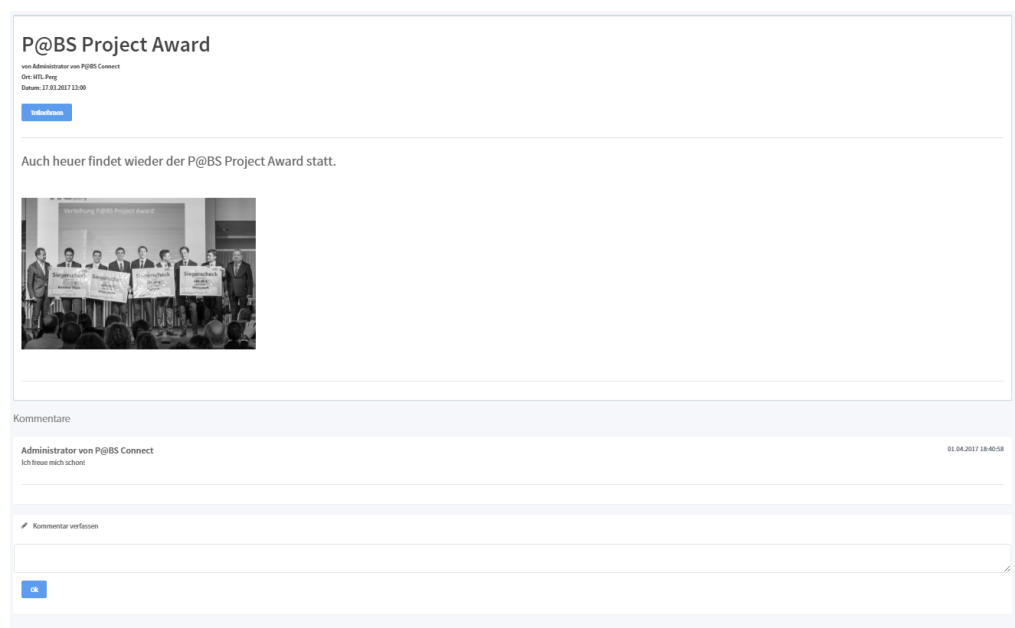 P@BS Project Award
von Administrator von P@BS Connect
Ort: HTL Perg
Datum: 17.03.2017 13:00
Teilnehmen
Auch heuer findet wieder der P@BS Project Award statt.
Verleihung P@BS Project Award
Siegerscheck
Siegerscheck
Siegerscheck
Siegerscheck
Kommentare
Administrator von P@BS Connect
01.04.2017 18:40:58
Ich freue mich schon!
Kommentar verfassen
Ok